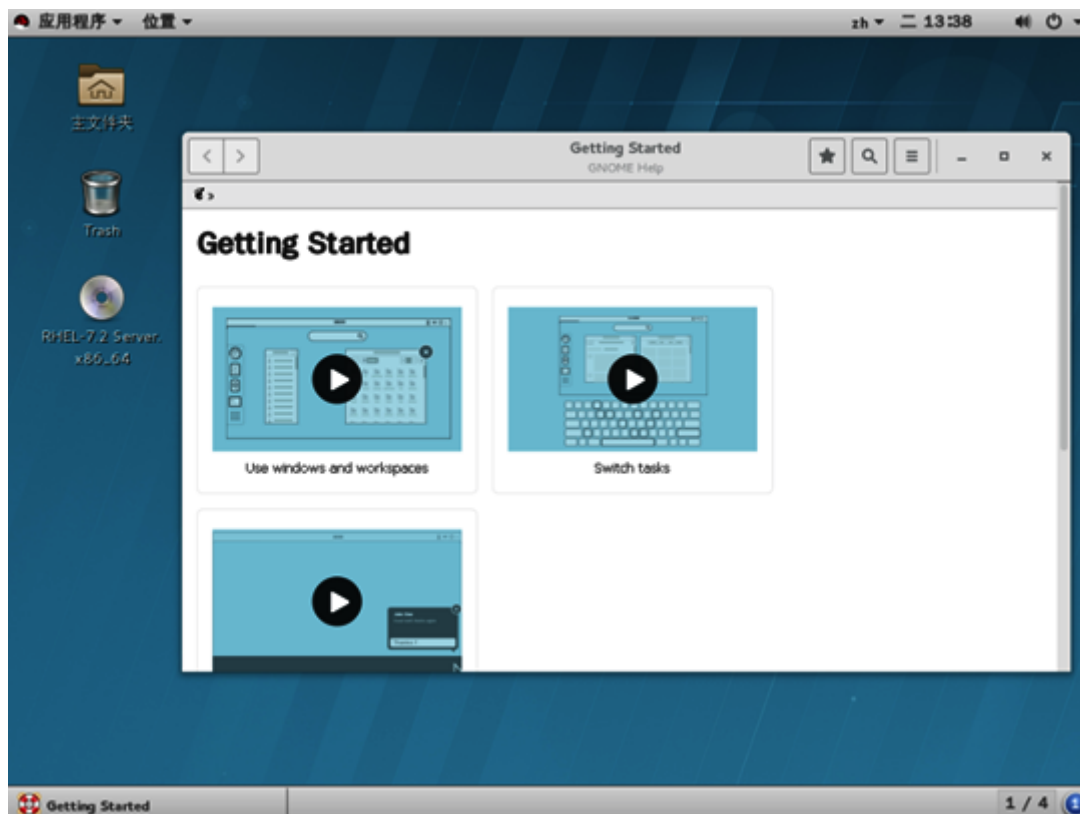 应用程序 位置 zh 二 13:38
主文件夹
Trash
RHEL-7.2 Server.
x86_64
Getting Started
GNOME Help
Getting Started
Use windows and workspaces
Switch tasks
Getting Started
1 / 4